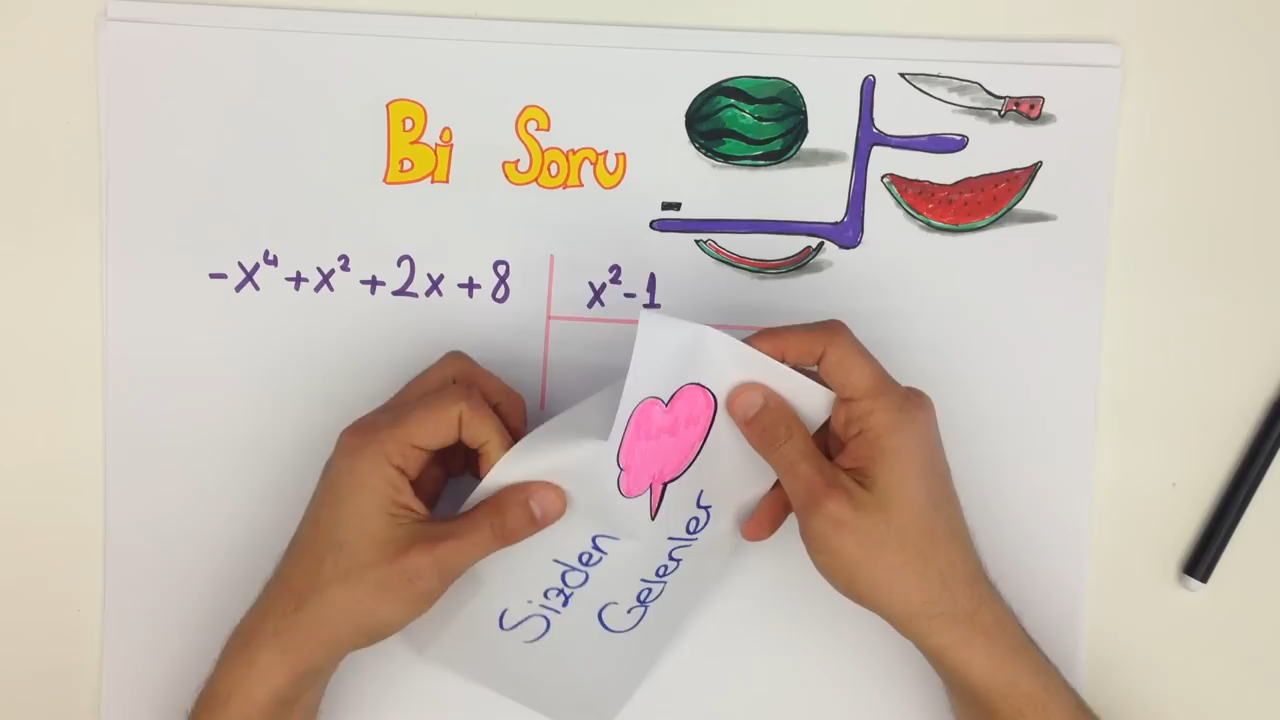 Bi Soru
-x⁴+x²+2x+8
x²-1
Sizden
Gelenler